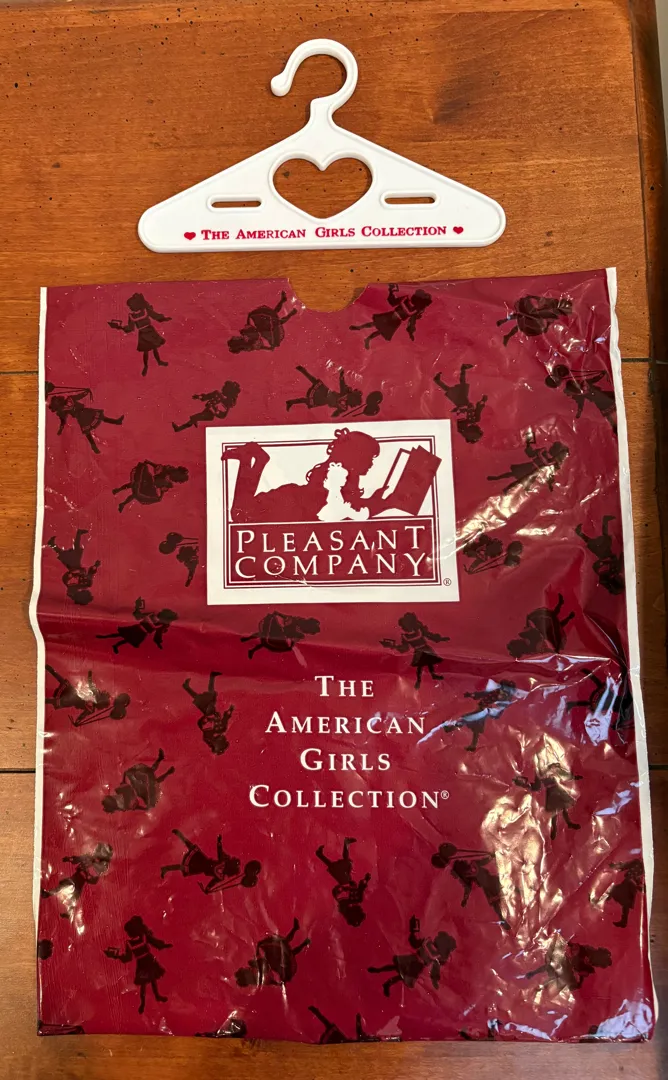 ♥ THE AMERICAN GIRLS COLLECTION ♥
PLEASANT
COMPANY®
THE
AMERICAN
GIRLS
COLLECTION®